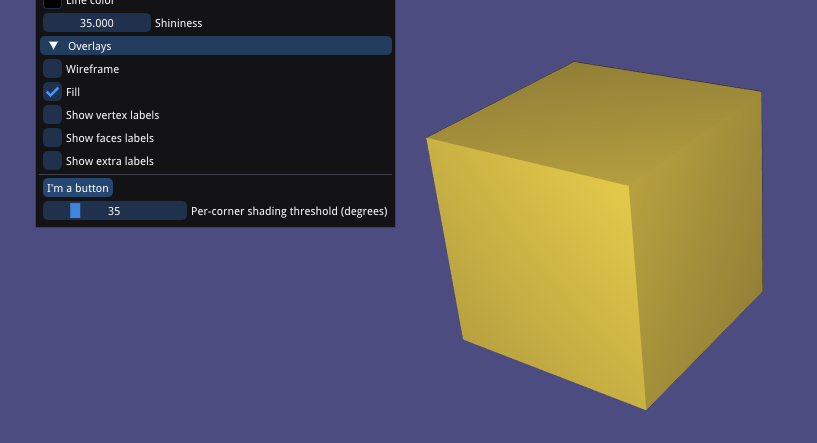 Line color
35.000 Shininess
Overlays
Wireframe
Fill
Show vertex labels
Show faces labels
Show extra labels
I'm a button
35 Per-corner shading threshold (degrees)